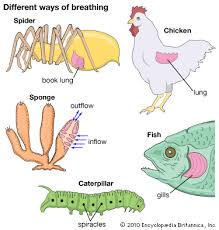 Different ways of breathing
Spider
Chicken
book lung
lung
Sponge
outflow
inflow
Fish
gills
Caterpillar
spiracles
© 2010 Encyclopædia Britannica, Inc.